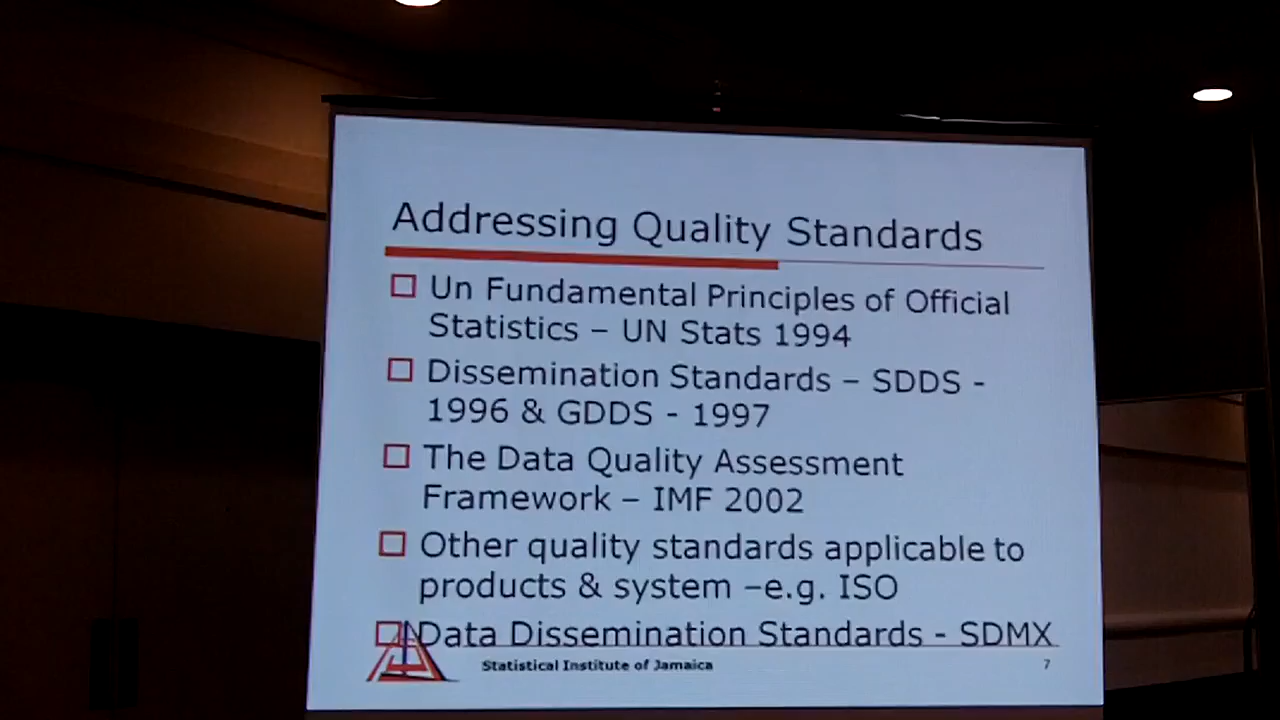 Addressing Quality Standards
Un Fundamental Principles of Official
Statistics – UN Stats 1994
Dissemination Standards – SDDS -
1996 & GDDS - 1997
The Data Quality Assessment
Framework – IMF 2002
Other quality standards applicable to
products & system –e.g. ISO
Data Dissemination Standards - SDMX
Statistical Institute of Jamaica
7